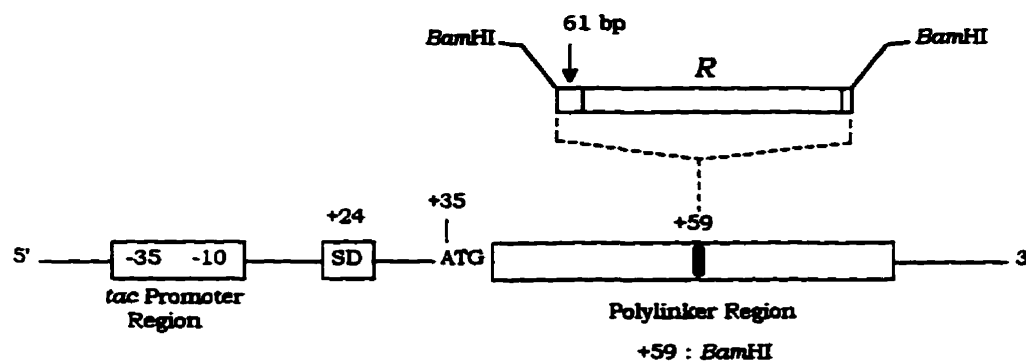 61 bp
BamHI
BamHI
R
+35
+24
+59
5'
-35 -10
SD
ATG
3
tac Promoter
Region
Polylinker Region
+59 : BamHI